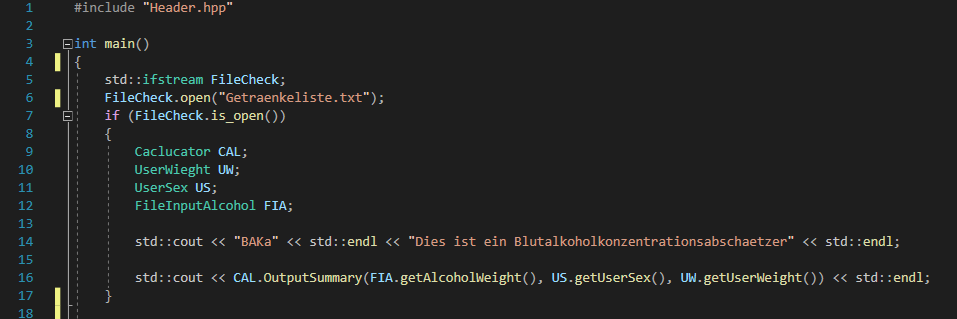 1 #include "Header.hpp"
2
3 int main()
4 {
5 std::ifstream FileCheck;
6 FileCheck.open("Getraenkeliste.txt");
7 if (FileCheck.is_open())
8 {
9 Caclucator CAL;
10 UserWieght UW;
11 UserSex US;
12 FileInputAlcohol FIA;
13
14 std::cout << "BAKa" << std::endl << "Dies ist ein Blutalkoholkonzentrationsabschaetzer" << std::endl;
15
16 std::cout << CAL.OutputSummary(FIA.getAlcoholWeight(), US.getUserSex(), UW.getUserWeight()) << std::endl;
17 }
18